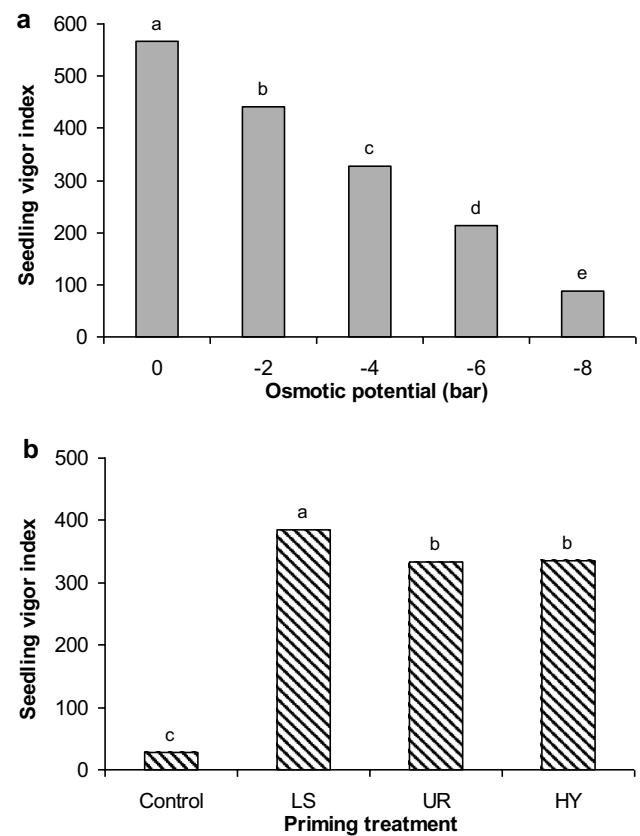 a
Seedling vigor index
600
500
400
300
200
100
0
a
b
c
d
e
0 -2 -4 -6 -8
Osmotic potential (bar)
b
Seedling vigor index
500
400
300
200
100
0
c
a
b
b
Control LS UR HY
Priming treatment